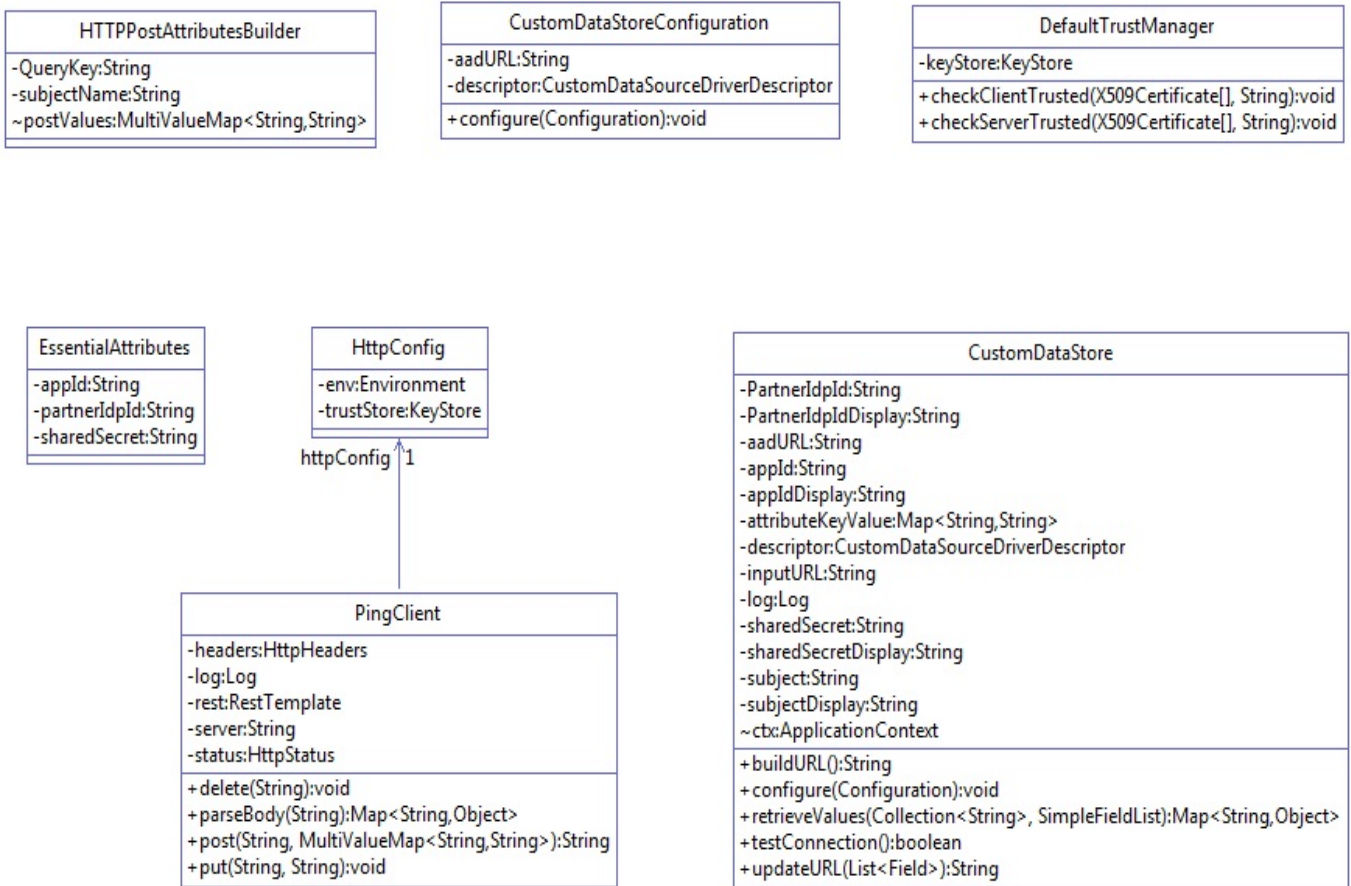 HTTPPostAttributesBuilder
-QueryKey:String
-subjectName:String
~postValues:MultiValueMap<String,String>
CustomDataStoreConfiguration
-aadURL:String
-descriptor:CustomDataSourceDriverDescriptor
+configure(Configuration):void
DefaultTrustManager
-keyStore:KeyStore
+checkClientTrusted(X509Certificate[], String):void
+checkServerTrusted(X509Certificate[], String):void
EssentialAttributes
-appId:String
-partnerIdpId:String
-sharedSecret:String
HttpConfig
-env:Environment
-trustStore:KeyStore
httpConfig 1
PingClient
-headers:HttpHeaders
-log:Log
-rest:RestTemplate
-server:String
-status:HttpStatus
+delete(String):void
+parseBody(String):Map<String,Object>
+post(String, MultiValueMap<String,String>):String
+put(String, String):void
CustomDataStore
-PartnerIdpId:String
-PartnerIdpIdDisplay:String
-aadURL:String
-appId:String
-appIdDisplay:String
-attributeKeyValue:Map<String,String>
-descriptor:CustomDataSourceDriverDescriptor
-inputURL:String
-log:Log
-sharedSecret:String
-sharedSecretDisplay:String
-subject:String
-subjectDisplay:String
~ctx:ApplicationContext
+buildURL():String
+configure(Configuration):void
+retrieveValues(Collection<String>, SimpleFieldList):Map<String,Object>
+testConnection():boolean
+updateURL(List<Field>):String